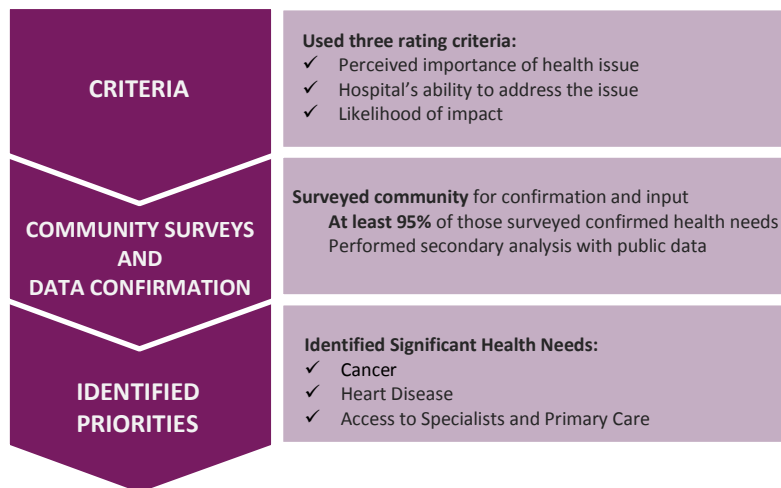 CRITERIA
Used three rating criteria:
✓ Perceived importance of health issue
✓ Hospital's ability to address the issue
✓ Likelihood of impact
COMMUNITY SURVEYS
AND
DATA CONFIRMATION
Surveyed community for confirmation and input
At least 95% of those surveyed confirmed health needs
Performed secondary analysis with public data
IDENTIFIED
PRIORITIES
Identified Significant Health Needs:
✓ Cancer
✓ Heart Disease
✓ Access to Specialists and Primary Care